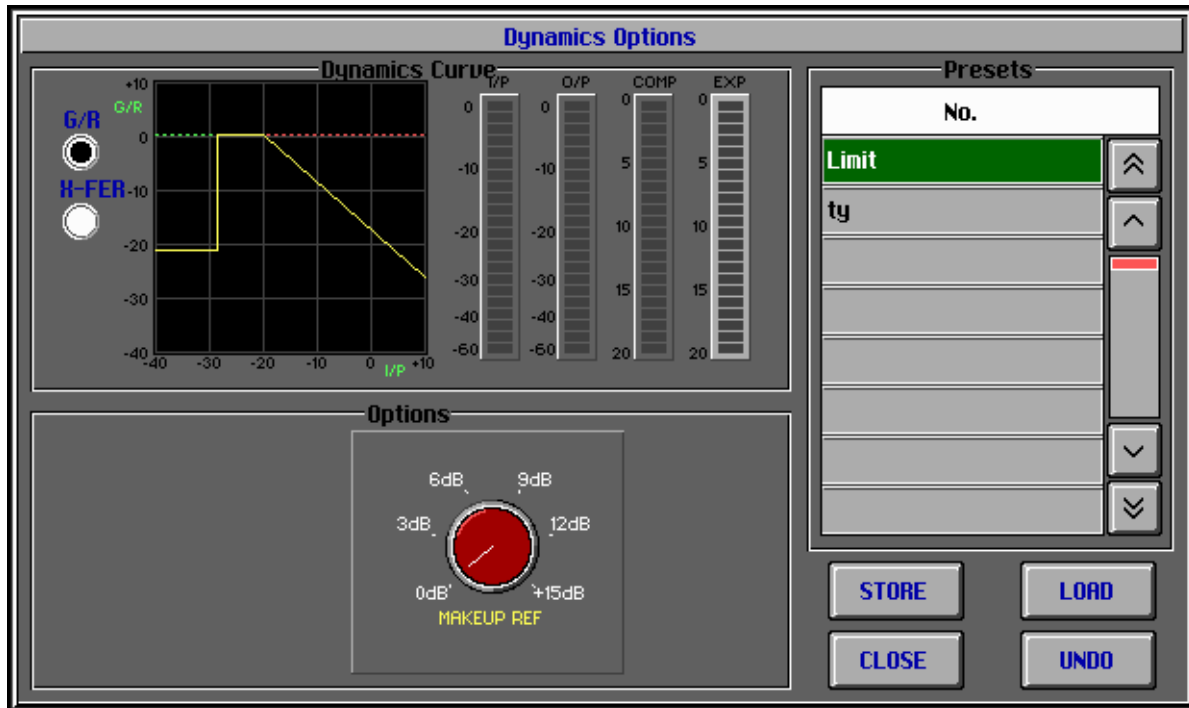 Dynamics Options
Dynamics Curve
G/R
X-FER
+10
G/R
0
-10
-20
-30
-40
-40 -30 -20 -10 0 I/P +10
I/P
0
-10
-20
-30
-40
-60
O/P
0
-10
-20
-30
-40
-60
COMP
0
5
10
15
20
EXP
0
5
10
15
20
Options
6dB 9dB
3dB 12dB
0dB +15dB
MAKEUP REF
Presets
No.
Limit
ty
STORE LOAD
CLOSE UNDO